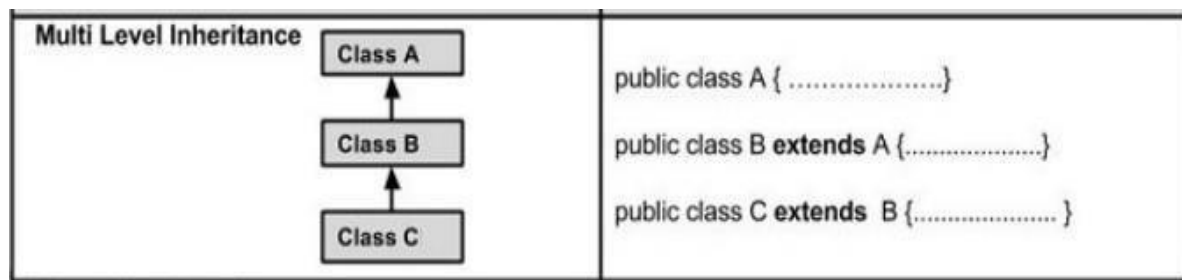 Multi Level Inheritance
Class A
Class B
Class C
public class A { ...................}
public class B extends A {.....................}
public class C extends  B {..................... }